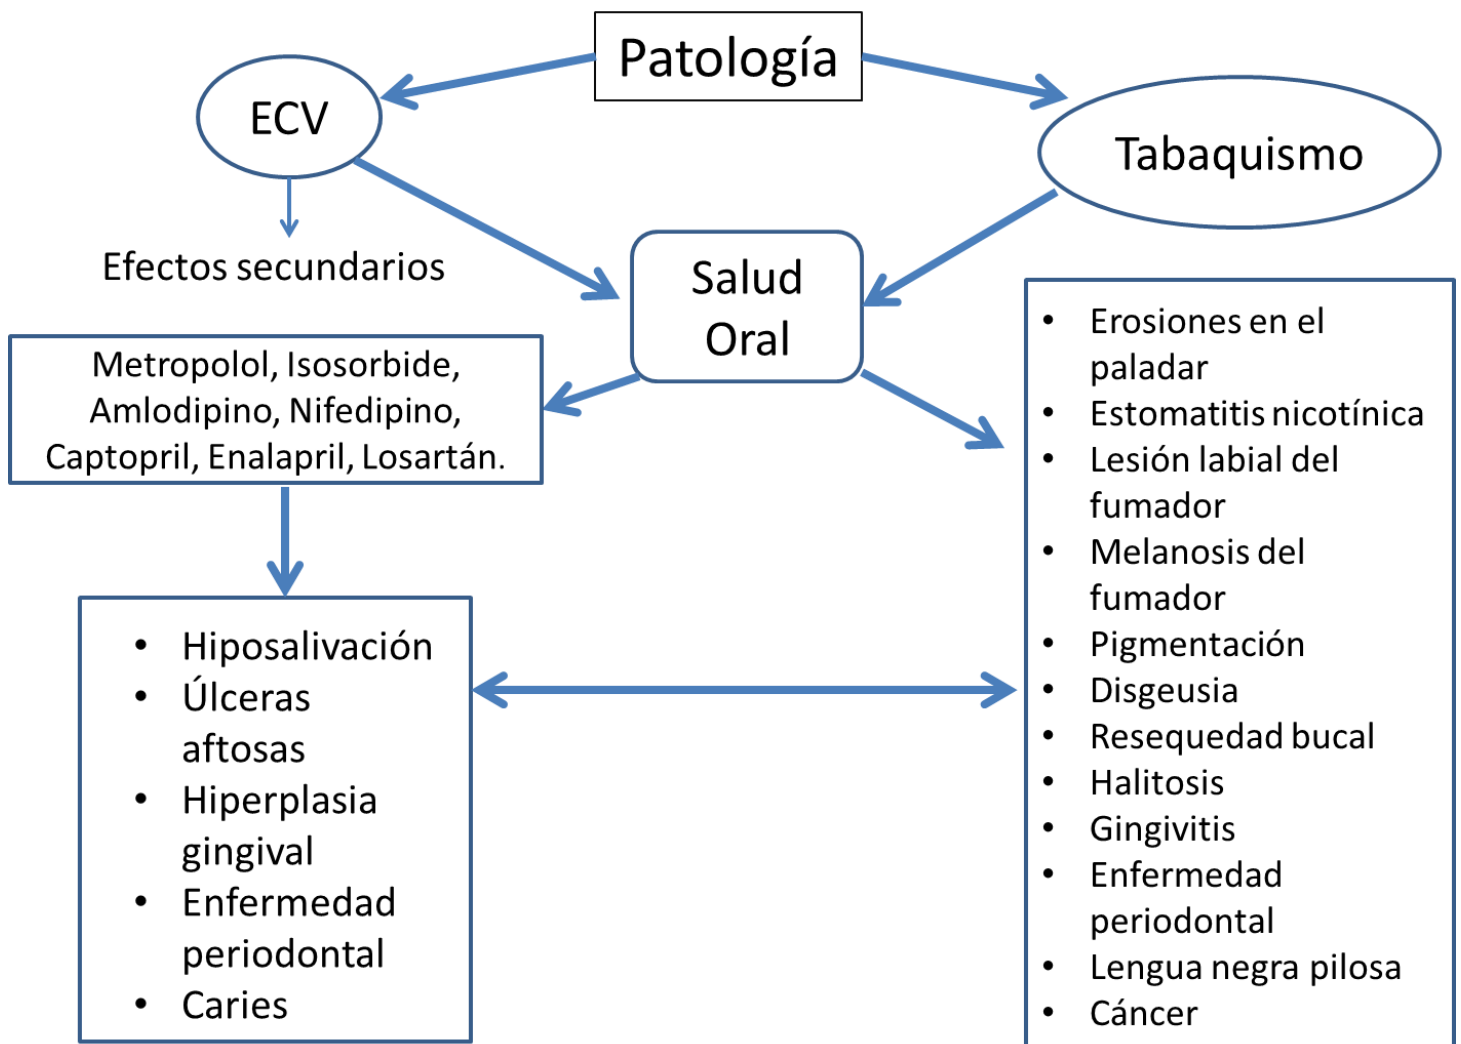 Patología
ECV
Tabaquismo
Efectos secundarios
Salud
Oral
Metropolol, Isosorbide,
Amlodipino, Nifedipino,
Captopril, Enalapril, Losartán.
• Hiposalivación
• Úlceras
aftosas
• Hiperplasia
gingival
• Enfermedad
periodontal
• Caries
• Erosiones en el
paladar
• Estomatitis nicotínica
• Lesión labial del
fumador
• Melanosis del
fumador
• Pigmentación
• Disgeusia
• Resequedad bucal
• Halitosis
• Gingivitis
• Enfermedad
periodontal
• Lengua negra pilosa
• Cáncer